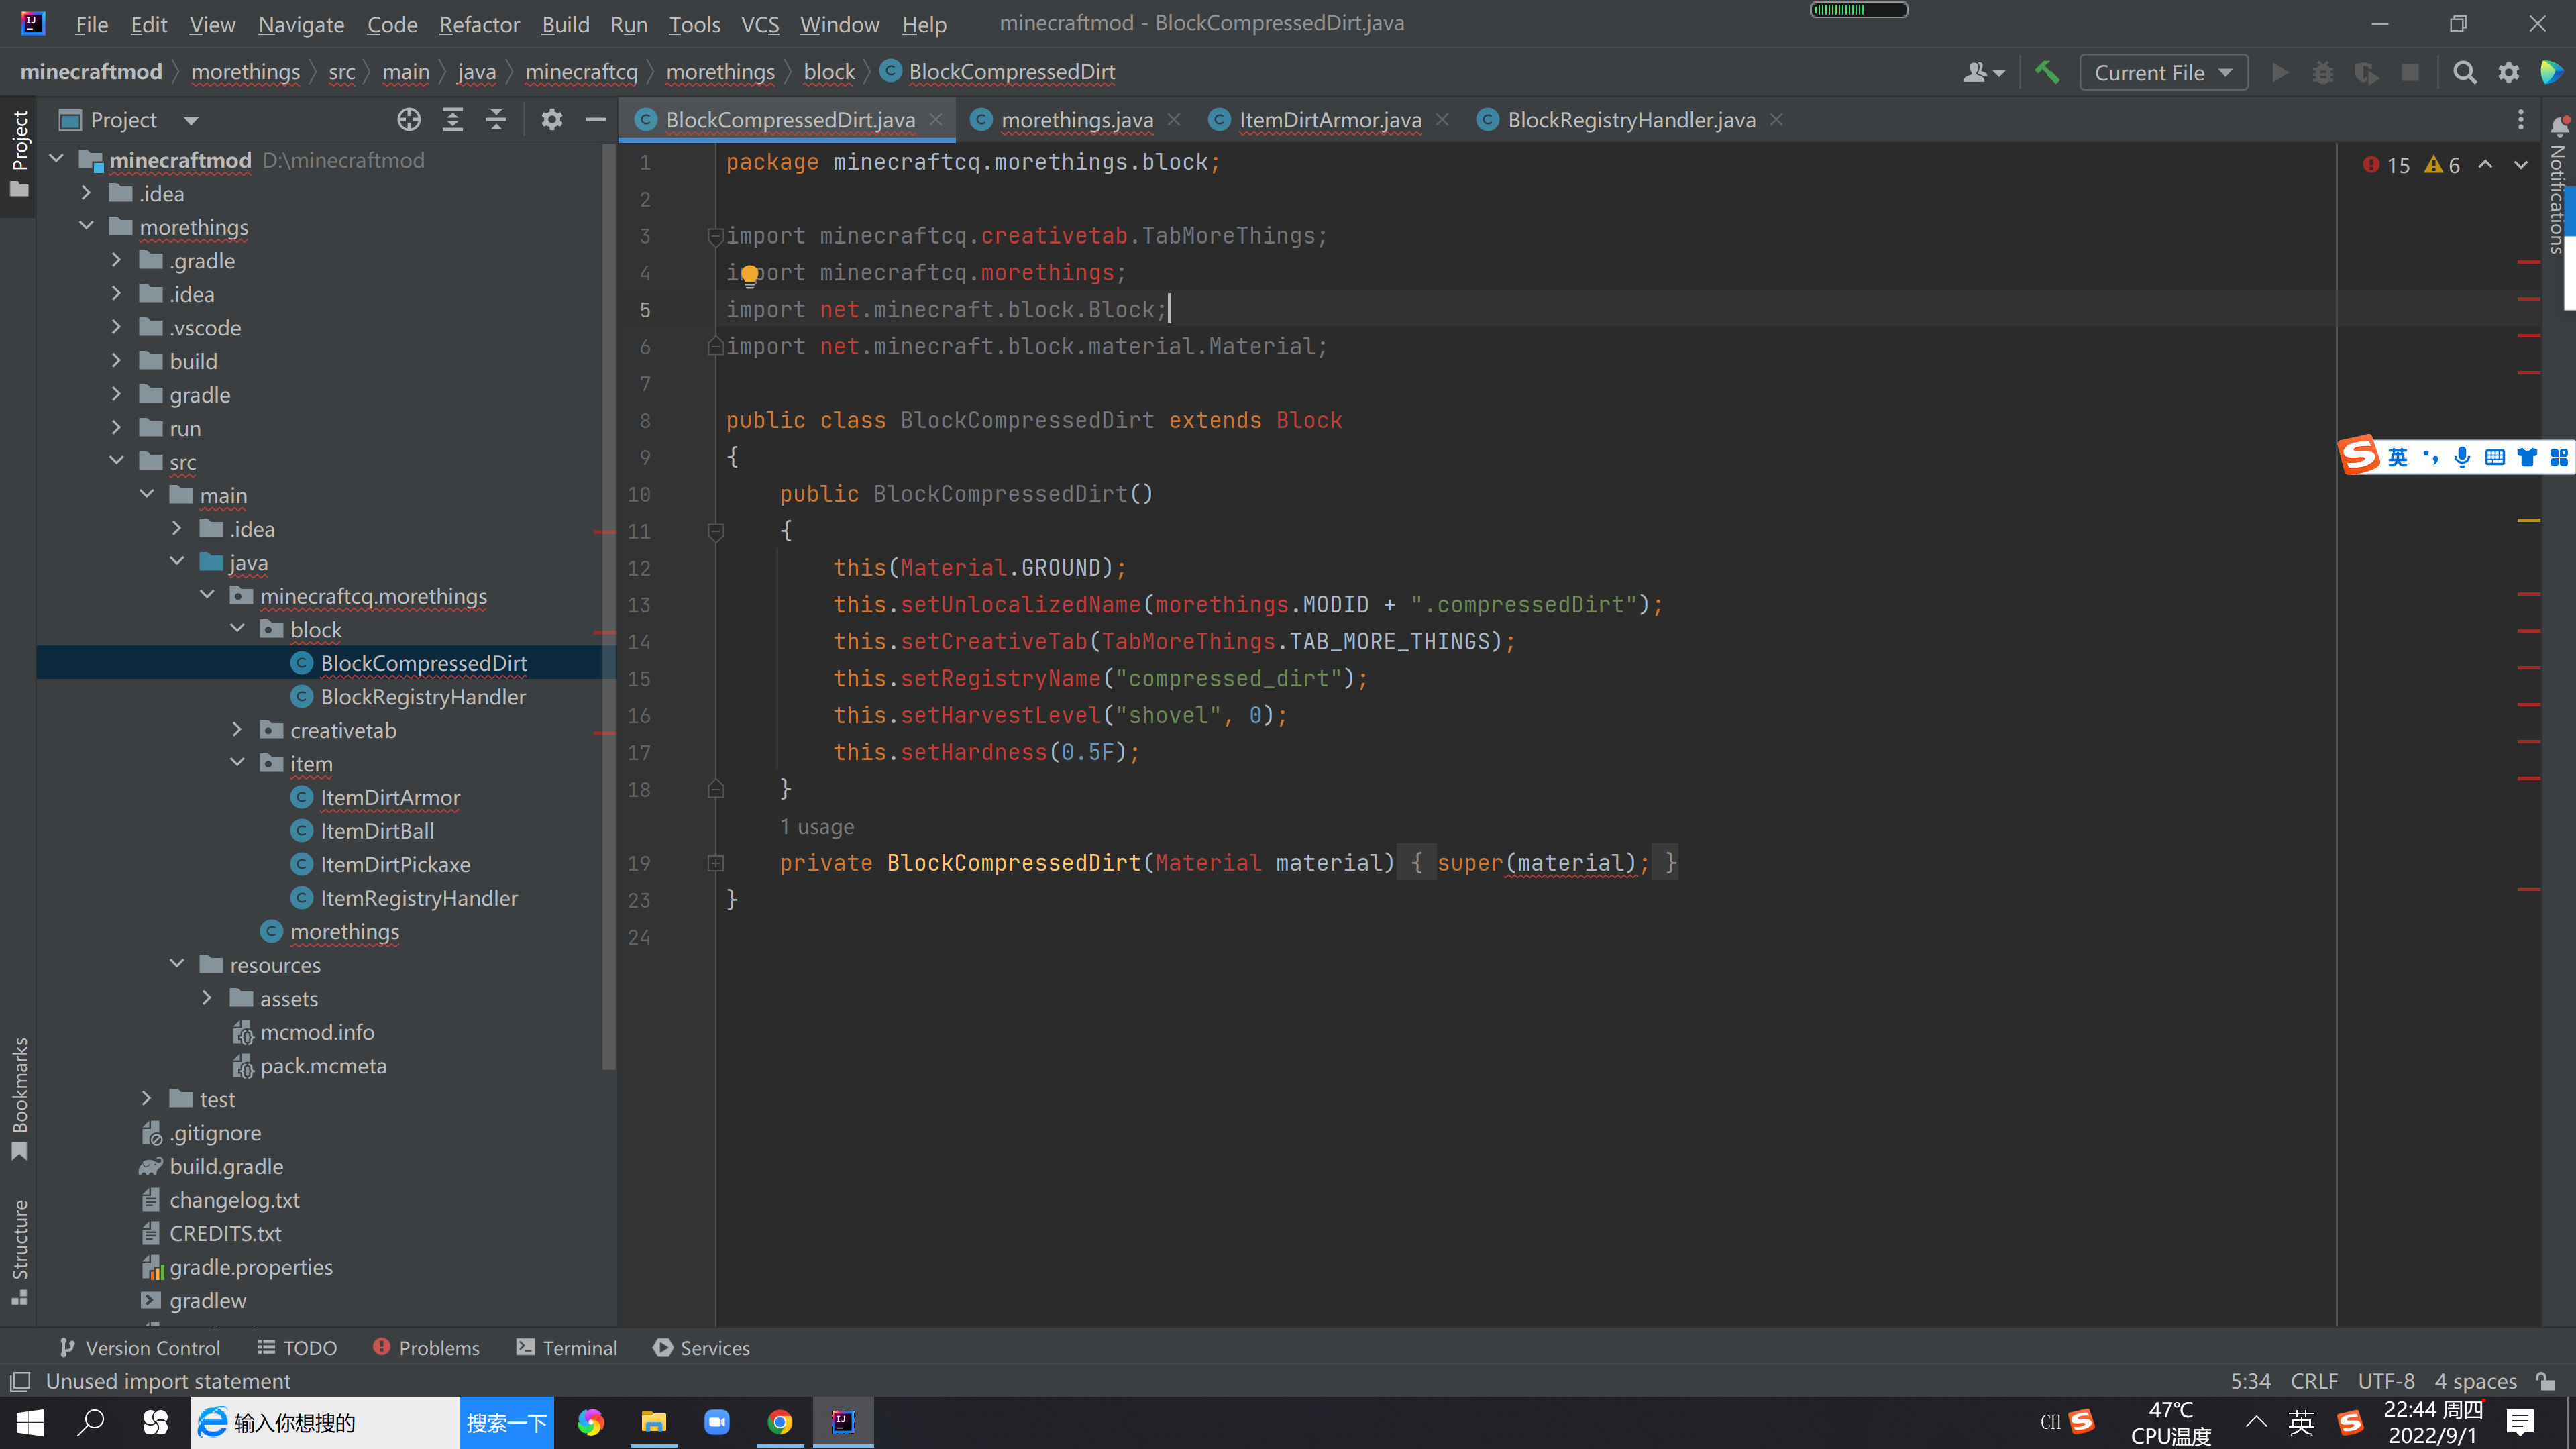 File Edit View Navigate Code Refactor Build Run Tools VCS Window Help minecraftmod - BlockCompressedDirt.java
minecraftmod morethings src main java minecraftcq morethings block BlockCompressedDirt Current File
Project
Project
BlockCompressedDirt.java morethings.java ItemDirtArmor.java BlockRegistryHandler.java
Notifications
minecraftmod D:\minecraftmod
.idea
morethings
.gradle
.idea
.vscode
build
gradle
run
src
main
.idea
java
minecraftcq.morethings
block
BlockCompressedDirt
BlockRegistryHandler
creativetab
item
ItemDirtArmor
ItemDirtBall
ItemDirtPickaxe
ItemRegistryHandler
morethings
resources
assets
mcmod.info
pack.mcmeta
test
.gitignore
build.gradle
changelog.txt
CREDITS.txt
gradle.properties
gradlew
Bookmarks
Structure
15 6
1 package minecraftcq.morethings.block;
2
3 import minecraftcq.creativetab.TabMoreThings;
4 import minecraftcq.morethings;
5 import net.minecraft.block.Block;
6 import net.minecraft.block.material.Material;
7
8 public class BlockCompressedDirt extends Block
9 {
10 public BlockCompressedDirt()
11 {
12 this(Material.GROUND);
13 this.setUnlocalizedName(morethings.MODID + ".compressedDirt");
14 this.setCreativeTab(TabMoreThings.TAB_MORE_THINGS);
15 this.setRegistryName("compressed_dirt");
16 this.setHarvestLevel("shovel", 0);
17 this.setHardness(0.5F);
18 }
1 usage
19 private BlockCompressedDirt(Material material) { super(material); }
23 }
24
英
Version Control TODO Problems Terminal Services
Unused import statement 5:34 CRLF UTF-8 4 spaces
输入你想搜的 搜索一下
CH
47℃
CPU温度
英
22:44 周四
2022/9/1